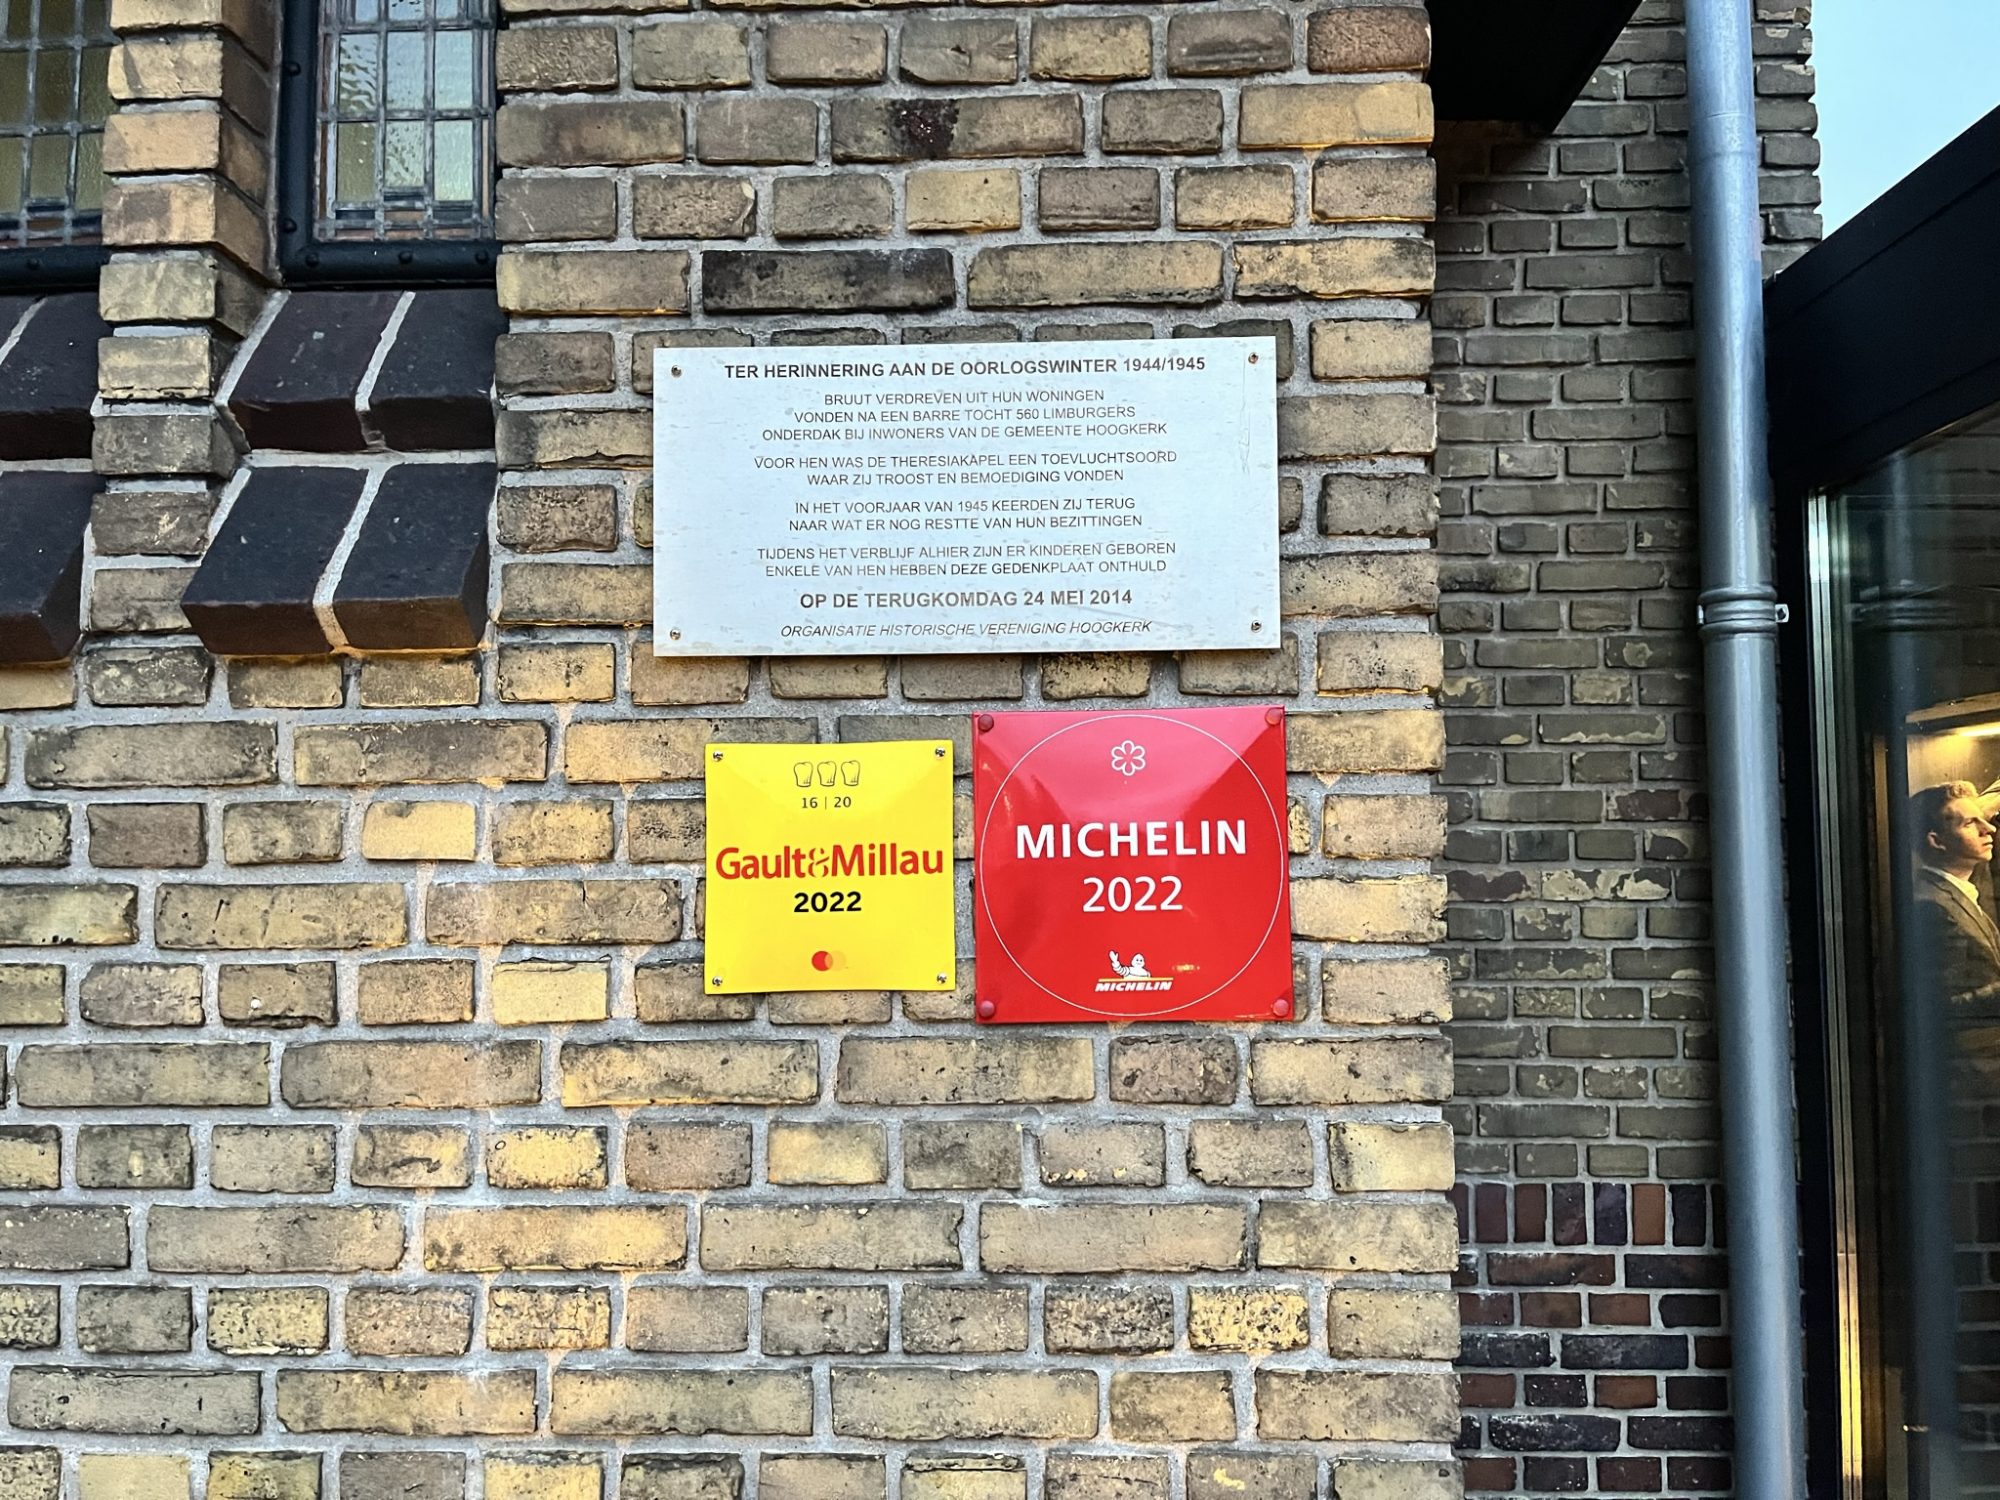 TER HERINNERING AAN DE OORLOGSWINTER 1944/1945
BRUUT VERDREVEN UIT HUN WONINGEN
VONDEN NA EEN BARRE TOCHT 560 LIMBURGERS
ONDERDAK BIJ INWONERS VAN DE GEMEENTE HOOGKERK
VOOR HEN WAS DE THERESIAKAPEL EEN TOEVLUCHTSOORD
WAAR ZIJ TROOST EN BEMOEDIGING VONDEN
IN HET VOORJAAR VAN 1945 KEERDEN ZIJ TERUG
NAAR WAT ER NOG RESTTE VAN HUN BEZITTINGEN
TIJDENS HET VERBLIJF ALHIER ZIJN ER KINDEREN GEBOREN
ENKELE VAN HEN HEBBEN DEZE GEDENKPLAAT ONTHULD
OP DE TERUGKOMDAG 24 MEI 2014
ORGANISATIE HISTORISCHE VERENIGING HOOGKERK
16 | 20
Gault&Millau
2022
MICHELIN
2022
MICHELIN